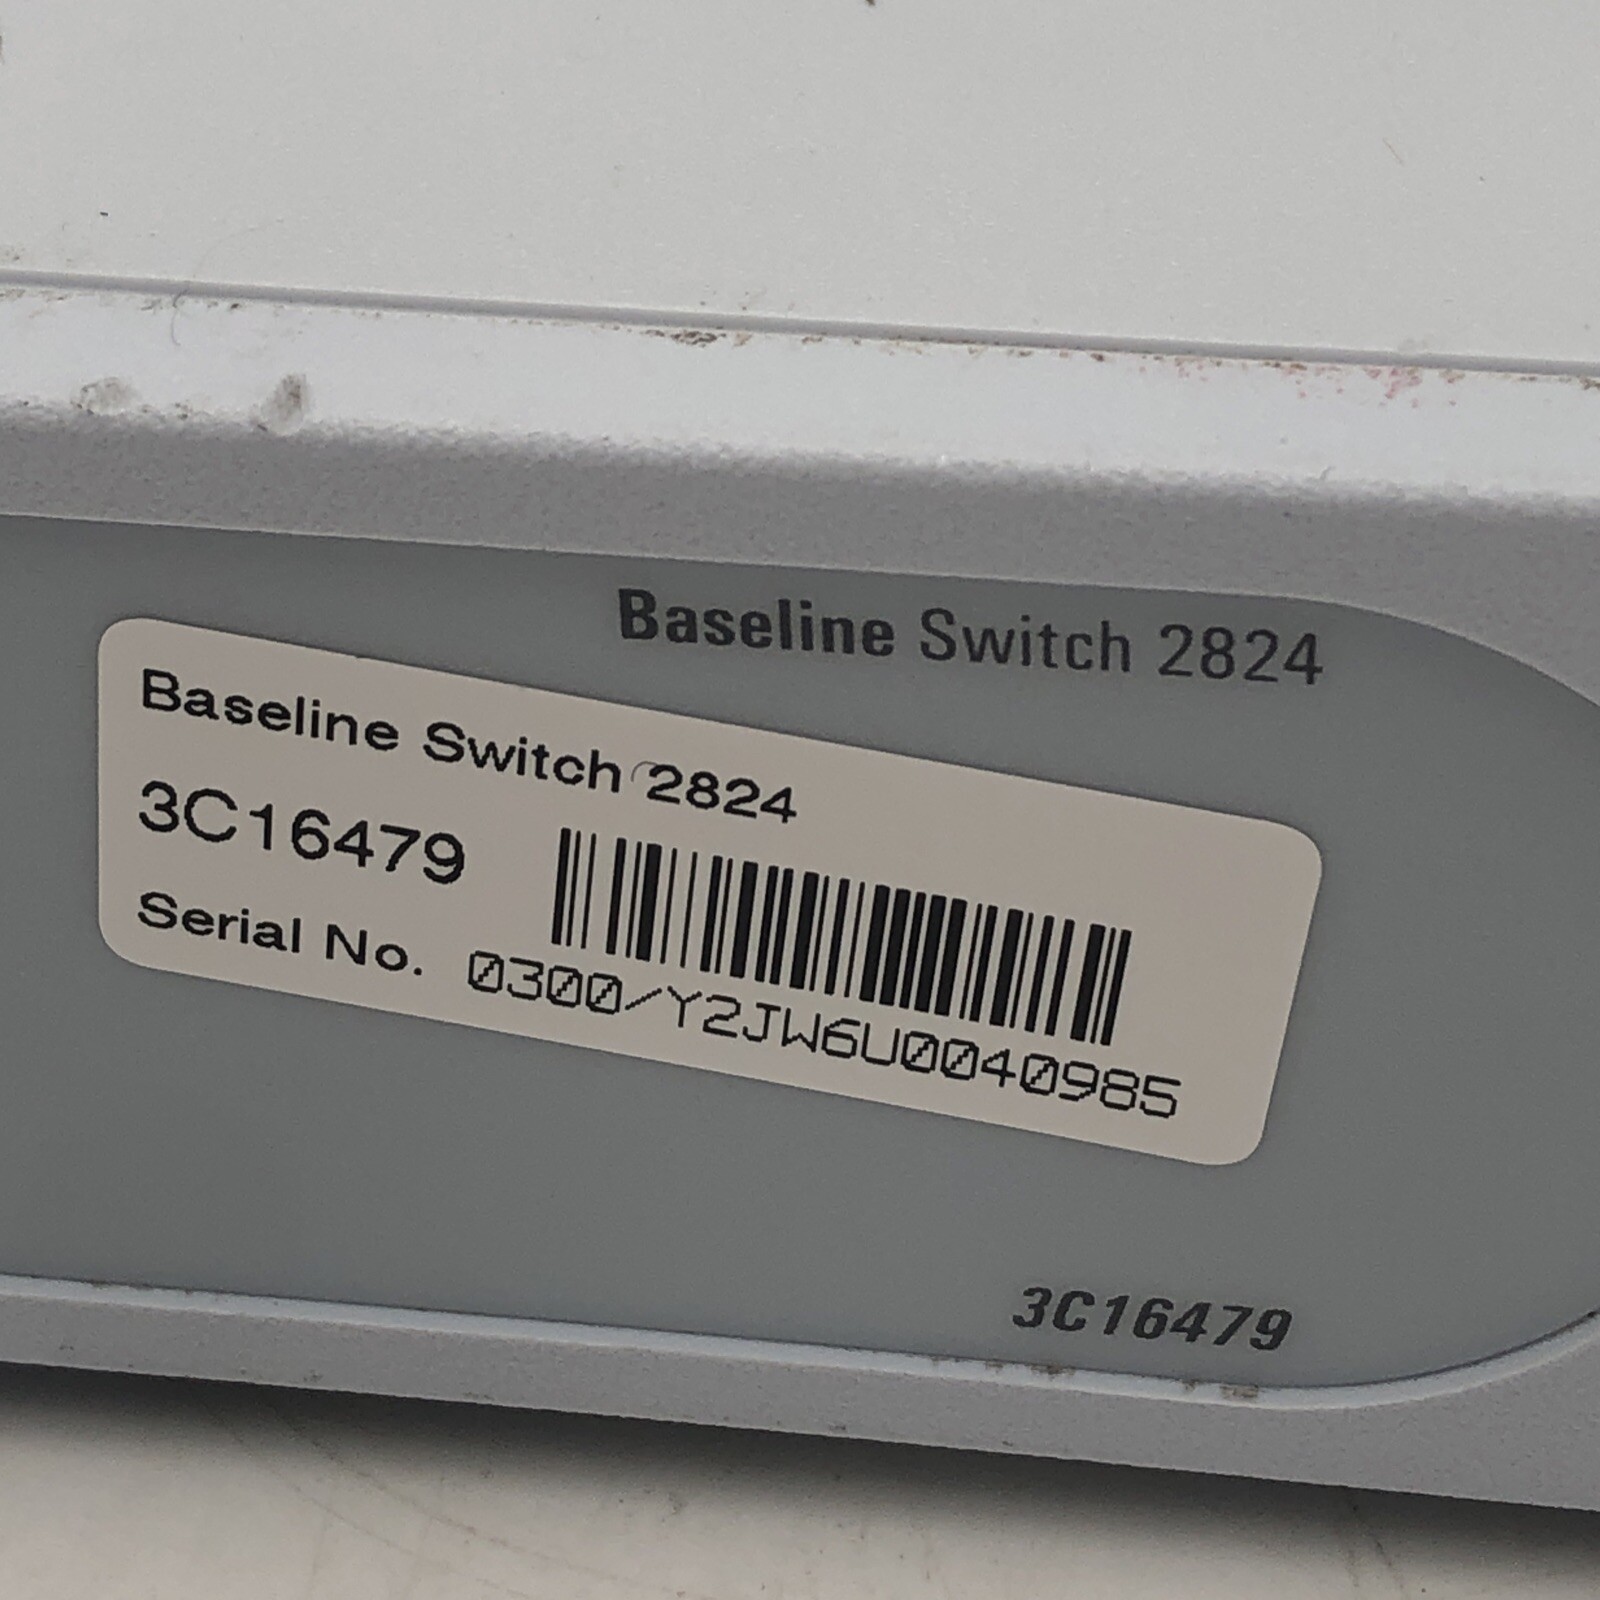 Baseline Switch 2824
Baseline Switch 2824
3C16479
Serial No. 0300/Y2JW6U0040985
3C16479